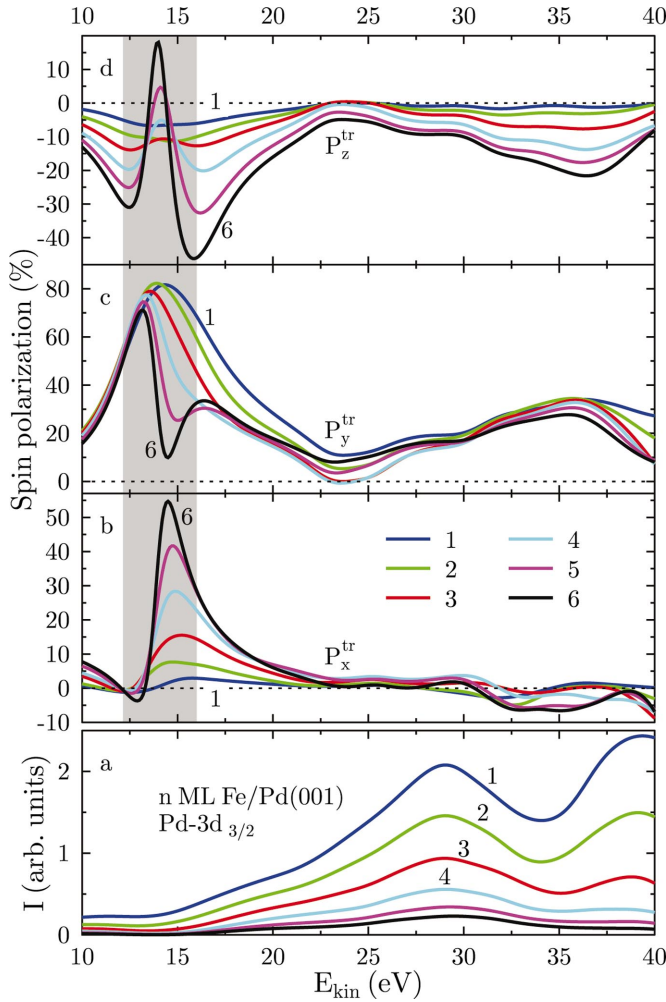 10 15 20 25 30 35 40
10
0
-10
-20
-30
-40
d
1
6
P_z^tr
80
60
40
20
0
c
1
6
P_y^tr
Spin polarization (%)
50
40
30
20
10
0
-10
b
6
1
P_x^tr
1 4
2 5
3 6
2
1
0
a
n ML Fe/Pd(001)
Pd-3d 3/2
1
2
3
4
I (arb. units)
10 15 20 25 30 35 40
E_kin (eV)